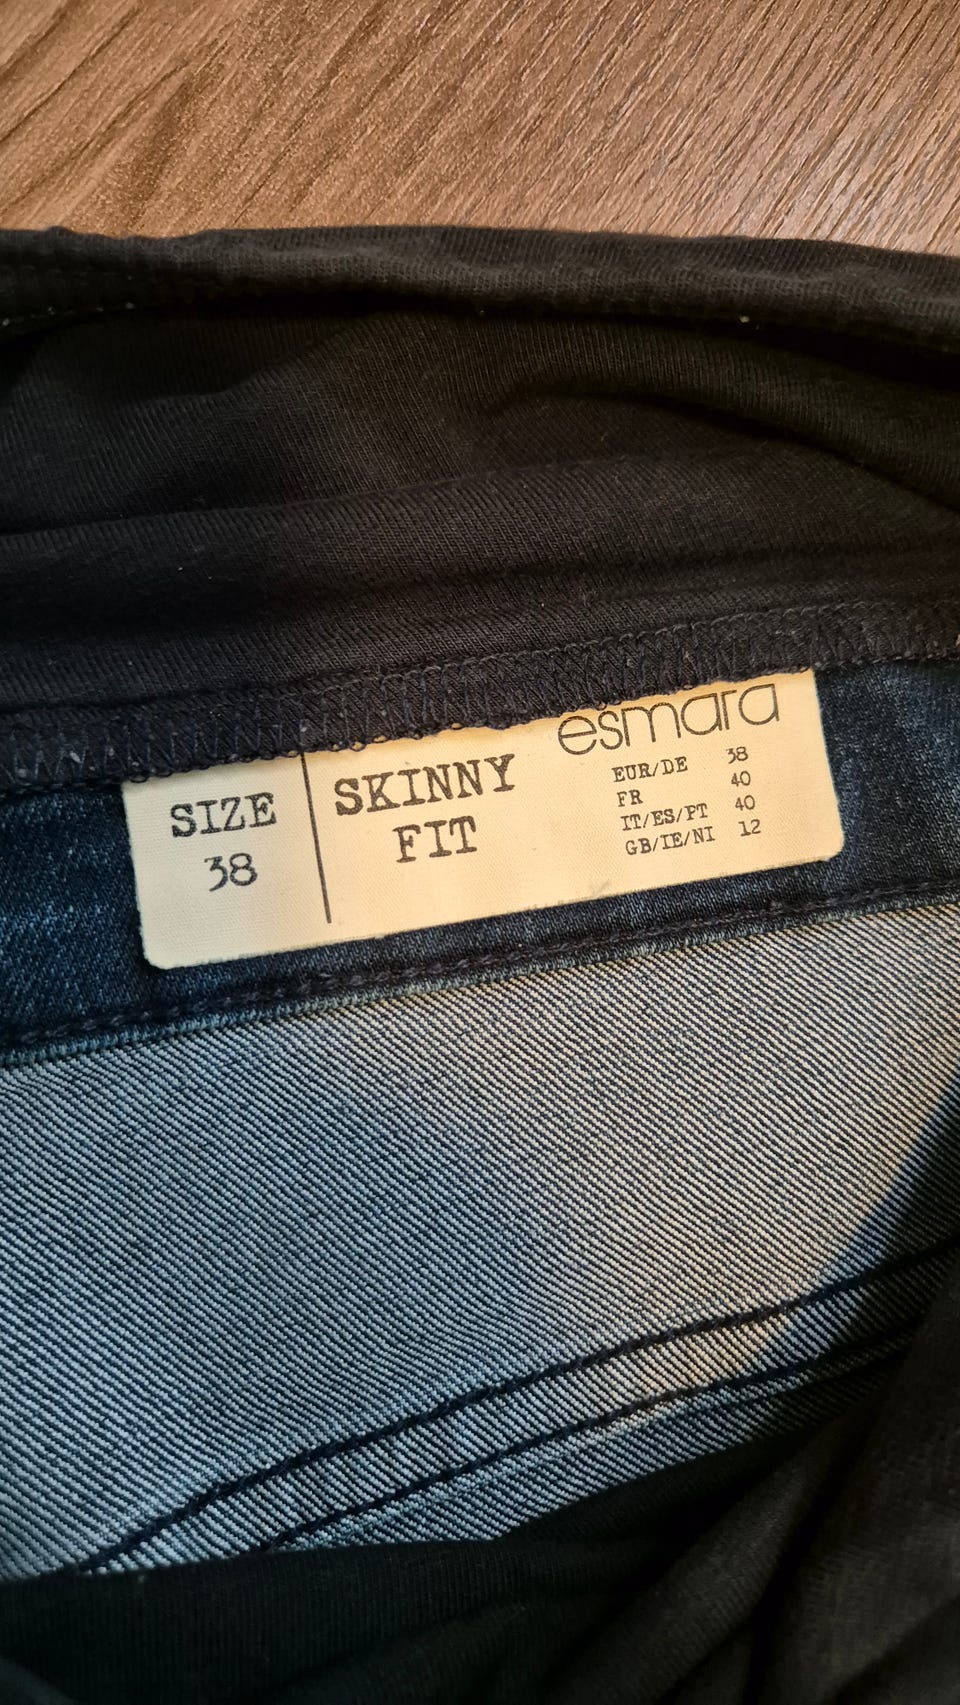 esmara
SIZE
38
SKINNY
FIT
EUR/DE 38
FR 40
IT/ES/PT 40
GB/IE/NI 12